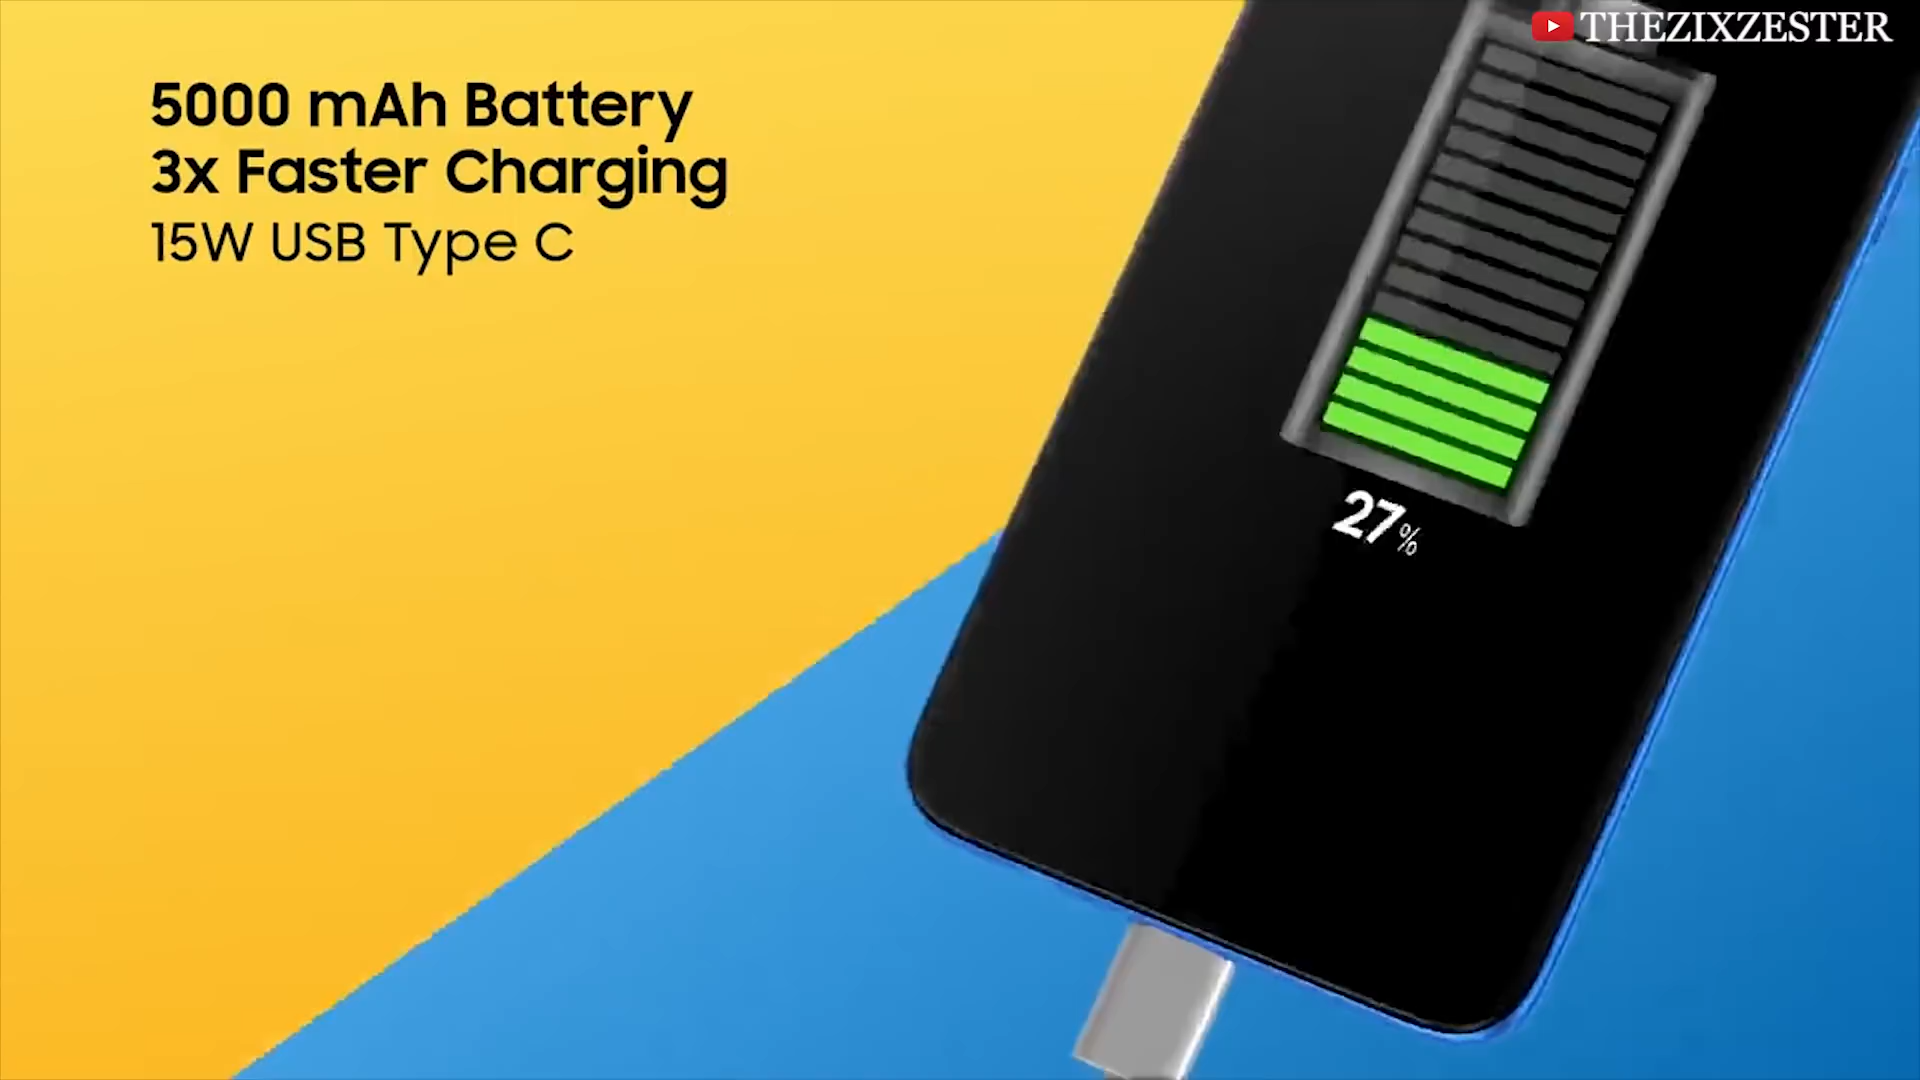 THEZIXZESTER
5000 mAh Battery
3x Faster Charging
15W USB Type C
27%